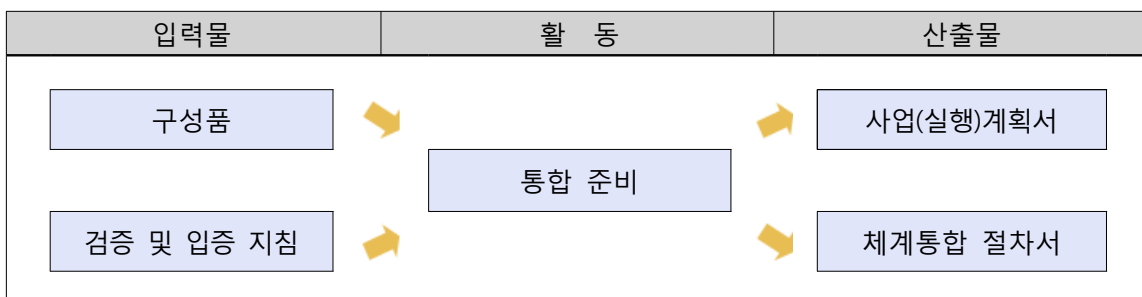 입력물
활 동
산출물
구성품
사업(실행)계획서
통합 준비
검증 및 입증 지침
체계통합 절차서